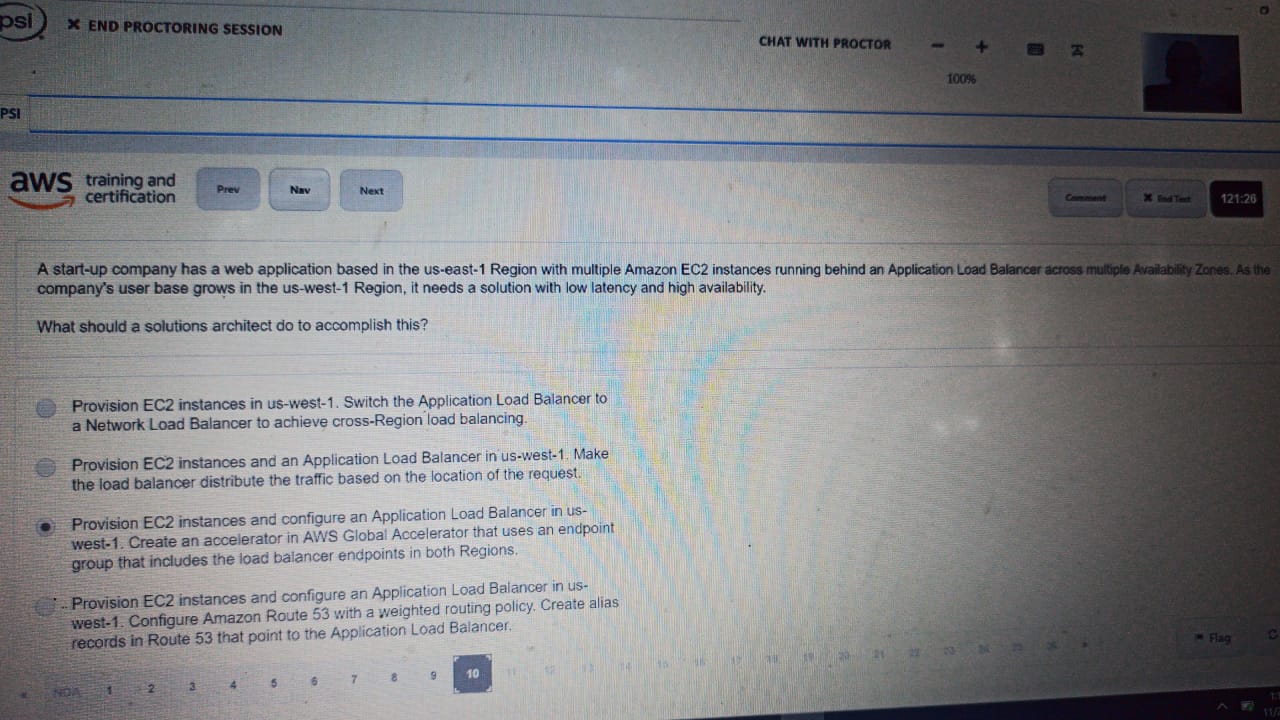 psi
× END PROCTORING SESSION
CHAT WITH PROCTOR
100%
PSI
aws training and certification
Prev
Nav
Next
Comment
× End Test
121:26
A start-up company has a web application based in the us-east-1 Region with multiple Amazon EC2 instances running behind an Application Load Balancer across multiple Availability Zones. As the
company's user base grows in the us-west-1 Region, it needs a solution with low latency and high availability.
What should a solutions architect do to accomplish this?
Provision EC2 instances in us-west-1. Switch the Application Load Balancer to
a Network Load Balancer to achieve cross-Region load balancing.
Provision EC2 instances and an Application Load Balancer in us-west-1. Make
the load balancer distribute the traffic based on the location of the request.
Provision EC2 instances and configure an Application Load Balancer in us-
west-1. Create an accelerator in AWS Global Accelerator that uses an endpoint
group that includes the load balancer endpoints in both Regions.
Provision EC2 instances and configure an Application Load Balancer in us-
west-1. Configure Amazon Route 53 with a weighted routing policy. Create alias
records in Route 53 that point to the Application Load Balancer.
Flag
NDA 1 2 3 4 5 6 7 8 9 10 11 12 13 14 15 16 17 18 19 20 21 22 23 24 25 26